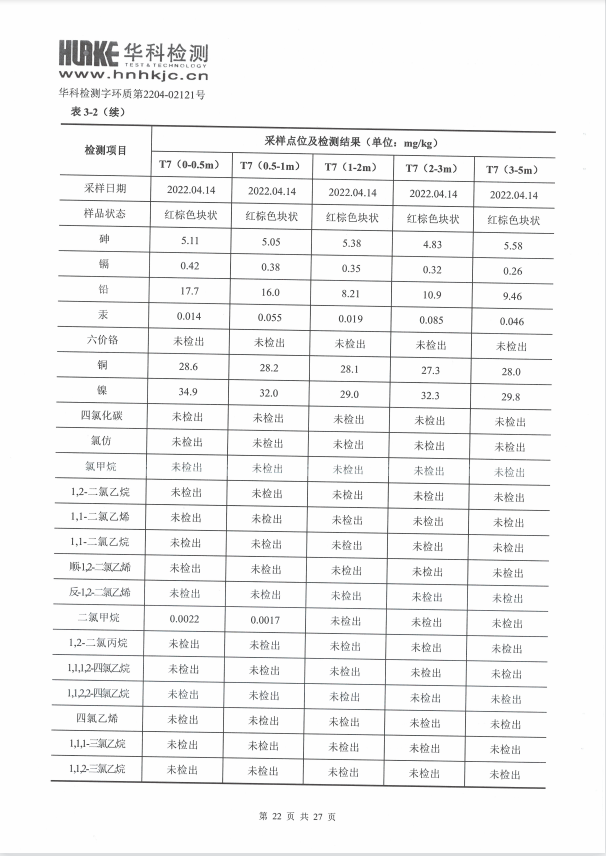 HURKE 华科检测
TEST & TECHNOLOGY
www.hnhkjc.cn
华科检测字环质第2204-02121号
表 3-2（续）
检测项目 采样点位及检测结果（单位：mg/kg）
T7（0-0.5m） T7（0.5-1m） T7（1-2m） T7（2-3m） T7（3-5m）
采样日期 2022.04.14 2022.04.14 2022.04.14 2022.04.14 2022.04.14
样品状态 红棕色块状 红棕色块状 红棕色块状 红棕色块状 红棕色块状
砷 5.11 5.05 5.38 4.83 5.58
镉 0.42 0.38 0.35 0.32 0.26
铅 17.7 16.0 8.21 10.9 9.46
汞 0.014 0.055 0.019 0.085 0.046
六价铬 未检出 未检出 未检出 未检出 未检出
铜 28.6 28.2 28.1 27.3 28.0
镍 34.9 32.0 29.0 32.3 29.8
四氯化碳 未检出 未检出 未检出 未检出 未检出
氯仿 未检出 未检出 未检出 未检出 未检出
氯甲烷 未检出 未检出 未检出 未检出 未检出
1,2-二氯乙烷 未检出 未检出 未检出 未检出 未检出
1,1-二氯乙烯 未检出 未检出 未检出 未检出 未检出
1,1-二氯乙烷 未检出 未检出 未检出 未检出 未检出
顺-1,2-二氯乙烯 未检出 未检出 未检出 未检出 未检出
反-1,2-二氯乙烯 未检出 未检出 未检出 未检出 未检出
二氯甲烷 0.0022 0.0017 未检出 未检出 未检出
1,2-二氯丙烷 未检出 未检出 未检出 未检出 未检出
1,1,1,2-四氯乙烷 未检出 未检出 未检出 未检出 未检出
1,1,2,2-四氯乙烷 未检出 未检出 未检出 未检出 未检出
四氯乙烯 未检出 未检出 未检出 未检出 未检出
1,1,1-三氯乙烷 未检出 未检出 未检出 未检出 未检出
1,1,2-三氯乙烷 未检出 未检出 未检出 未检出 未检出
第 22 页 共 27 页